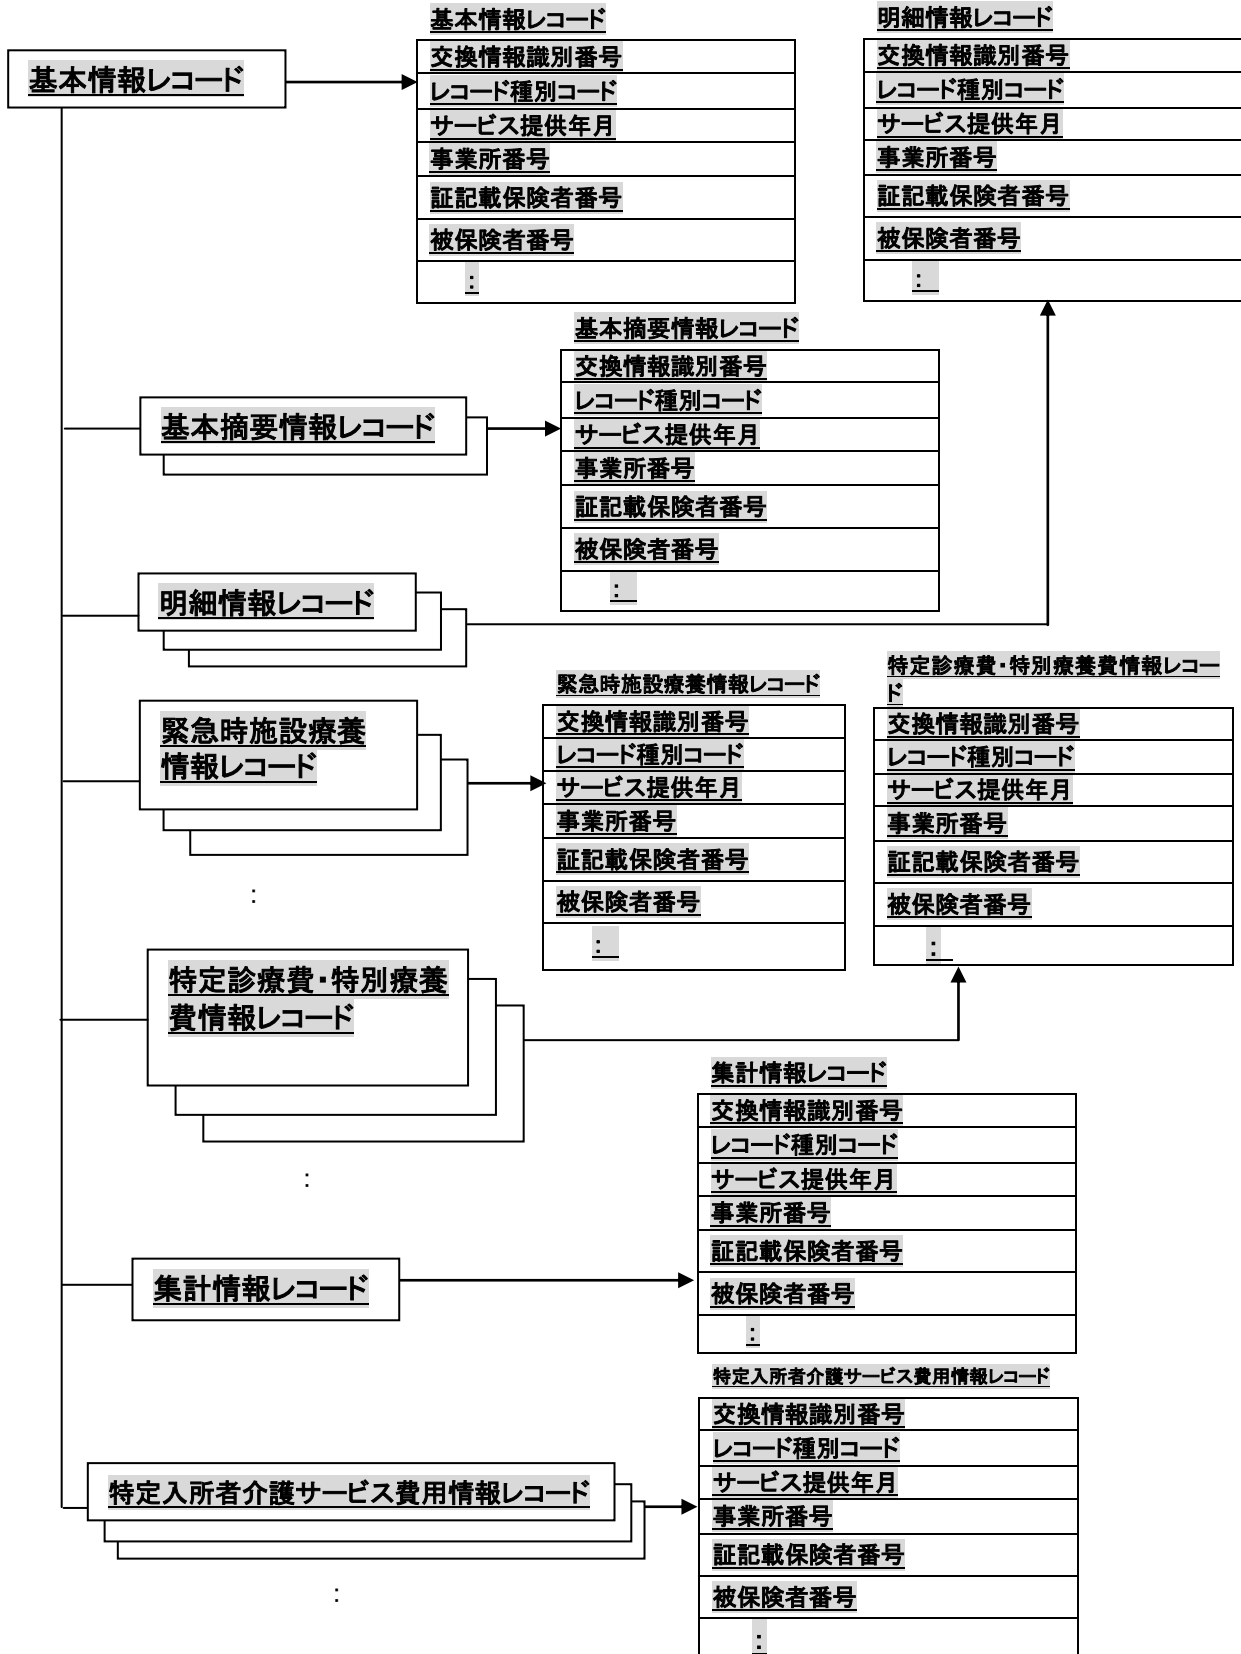 基本情報レコード
基本情報レコード
交換情報識別番号
レコード種別コード
サービス提供年月
事業所番号
証記載保険者番号
被保険者番号
:
明細情報レコード
交換情報識別番号
レコード種別コード
サービス提供年月
事業所番号
証記載保険者番号
被保険者番号
:
基本摘要情報レコード
基本摘要情報レコード
交換情報識別番号
レコード種別コード
サービス提供年月
事業所番号
証記載保険者番号
被保険者番号
:
明細情報レコード
緊急時施設療養
情報レコード
:
緊急時施設療養情報レコード
交換情報識別番号
レコード種別コード
サービス提供年月
事業所番号
証記載保険者番号
被保険者番号
:
特定診療費・特別療養費情報レコー
ド
交換情報識別番号
レコード種別コード
サービス提供年月
事業所番号
証記載保険者番号
被保険者番号
:
特定診療費・特別療養
費情報レコード
:
集計情報レコード
集計情報レコード
交換情報識別番号
レコード種別コード
サービス提供年月
事業所番号
証記載保険者番号
被保険者番号
:
特定入所者介護サービス費用情報レコード
:
特定入所者介護サービス費用情報レコード
交換情報識別番号
レコード種別コード
サービス提供年月
事業所番号
証記載保険者番号
被保険者番号
: